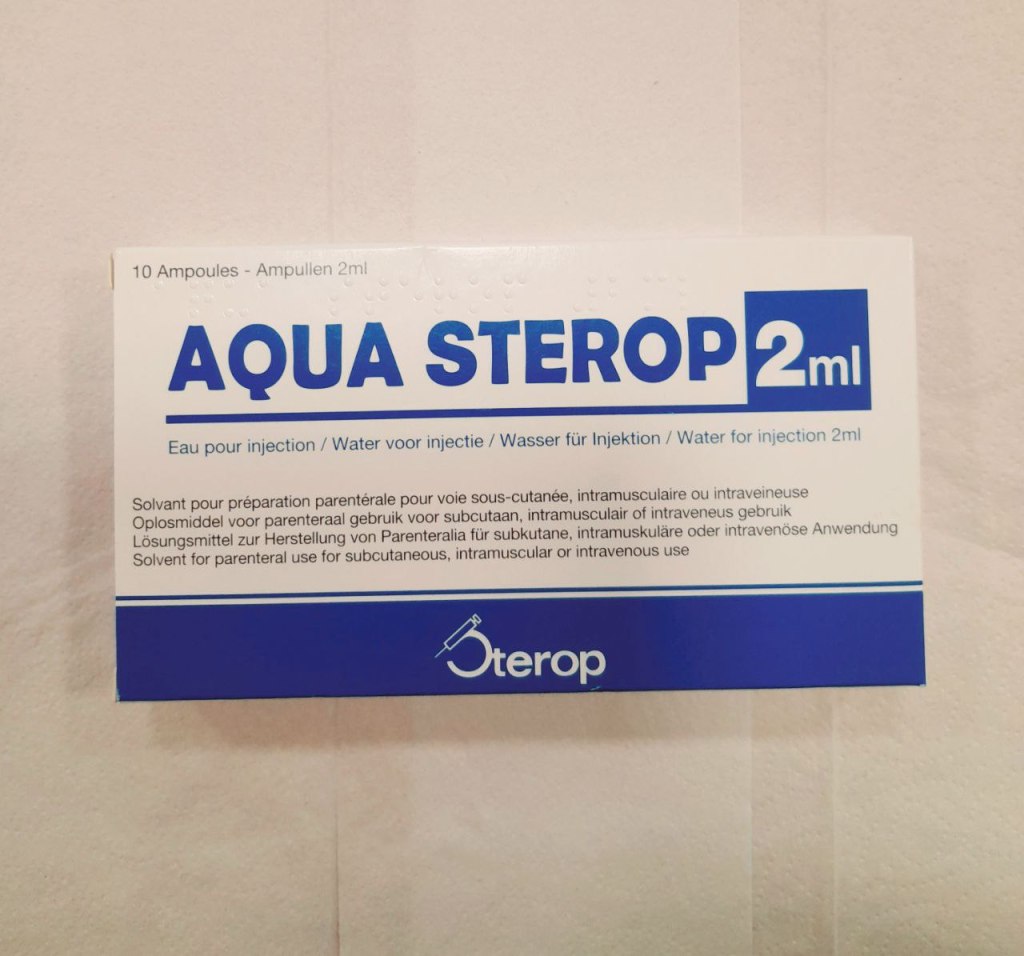 10 Ampoules - Ampullen 2ml
AQUA STEROP 2ml
Eau pour injection / Water voor injectie / Wasser für Injektion / Water for injection 2ml
Solvant pour préparation parentérale pour voie sous-cutanée, intramusculaire ou intraveineuse
Oplosmiddel voor parenteraal gebruik voor subcutaan, intramusculair of intraveneus gebruik
Lösungsmittel zur Herstellung von Parenteralia für subkutane, intramuskuläre oder intravenöse Anwendung
Solvent for parenteral use for subcutaneous, intramuscular or intravenous use
Sterop